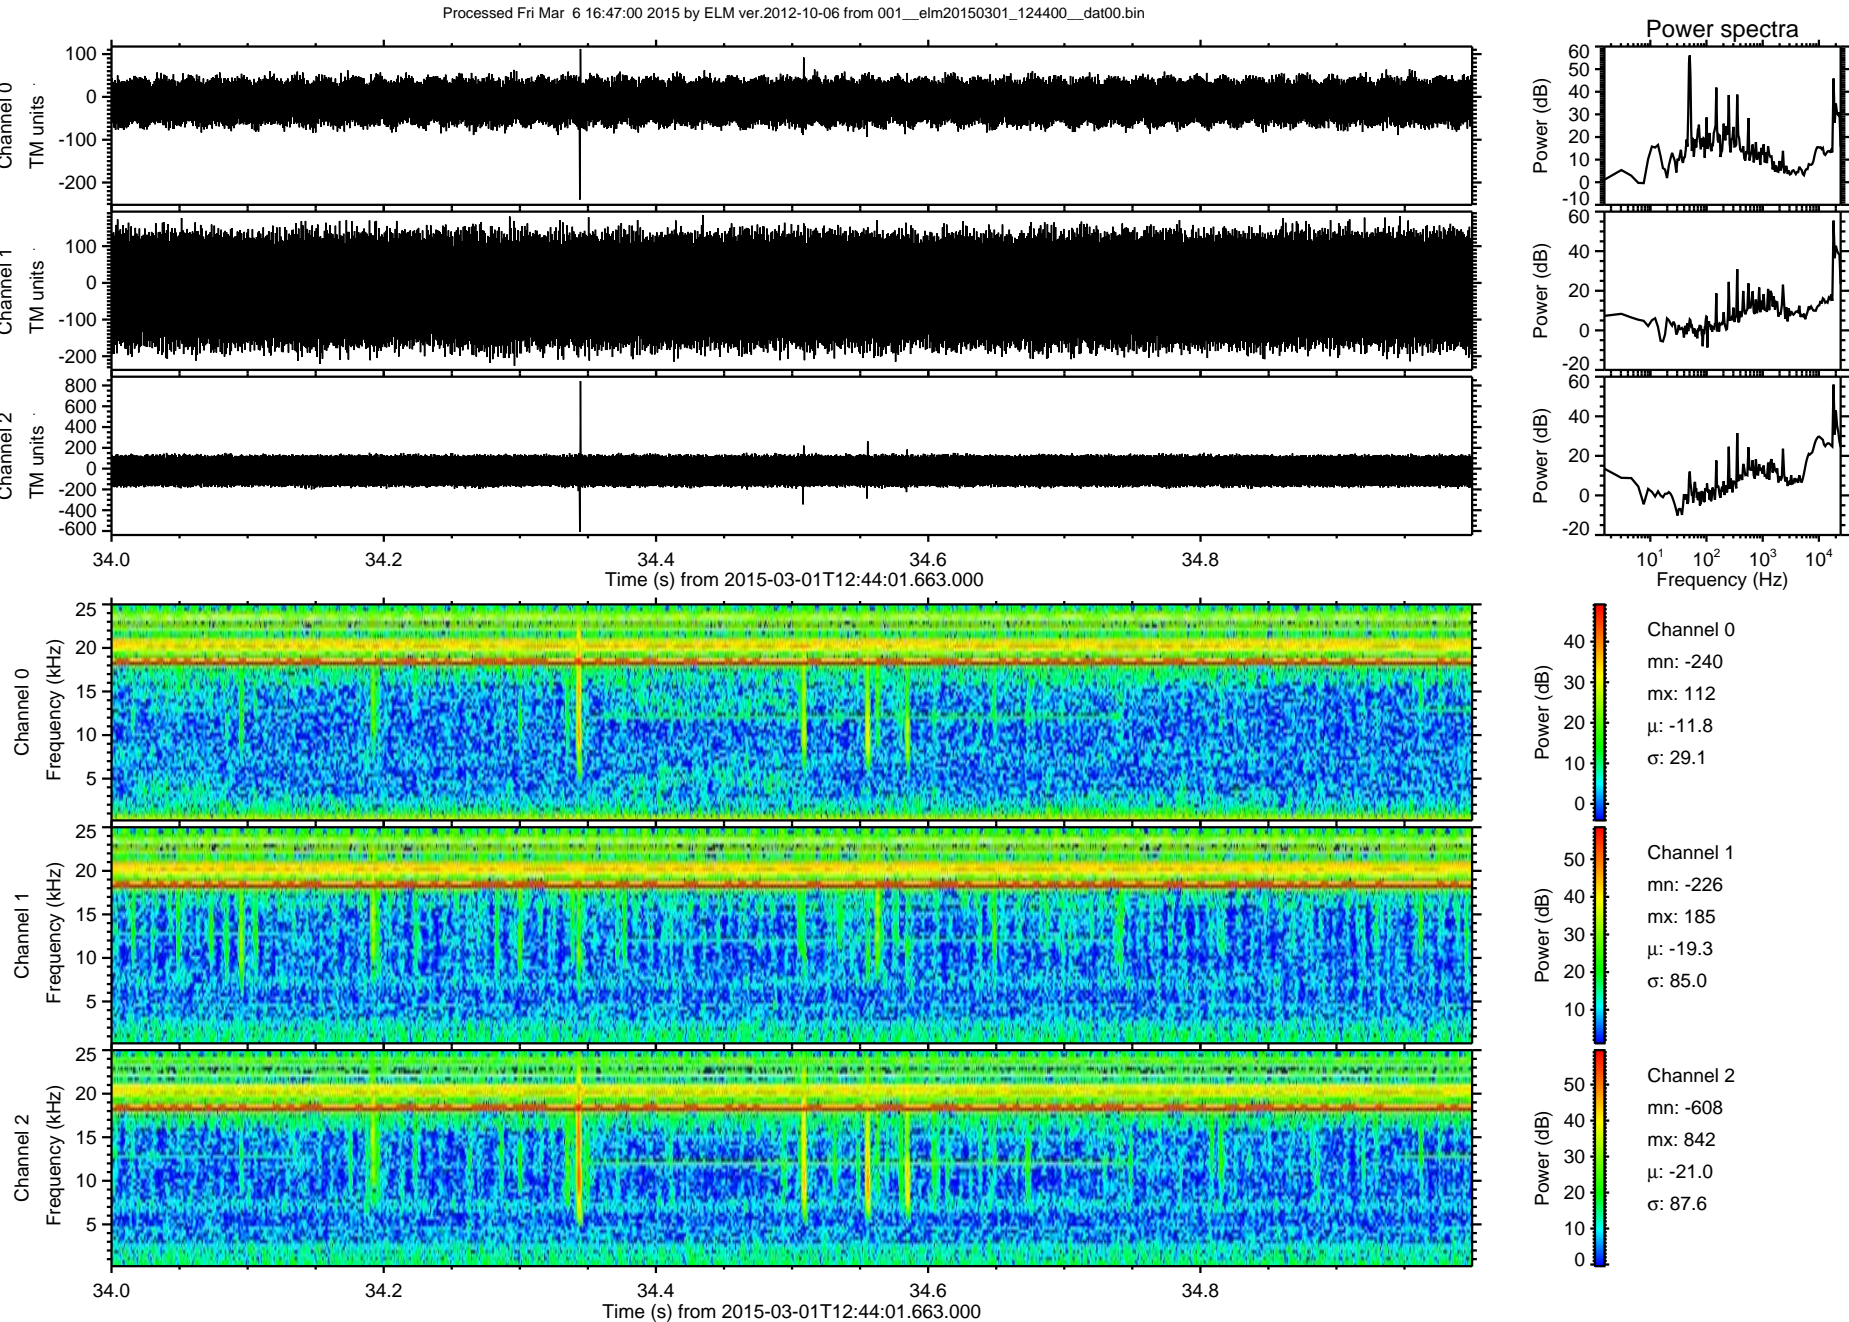 Processed Fri Mar  6 16:47:00 2015 by ELM ver.2012-10-06 from 001__elm20150301_124400__dat00.bin
Power spectra
Channel 0
TM units
100
0
-100
-200
Power (dB)
60
50
40
30
20
10
0
-10
Channel 1
TM units
100
0
-100
-200
Power (dB)
60
40
20
0
-20
Channel 2
TM units
800
600
400
200
0
-200
-400
-600
Power (dB)
60
40
20
0
-20
34.0 34.2 34.4 34.6 34.8
Time (s) from 2015-03-01T12:44:01.663.000
10¹ 10² 10³ 10⁴
Frequency (Hz)
Channel 0
Frequency (kHz)
25
20
15
10
5
Power (dB)
40
30
20
10
0
Channel 0
mn: -240
mx: 112
μ: -11.8
σ: 29.1
Channel 1
Frequency (kHz)
25
20
15
10
5
Power (dB)
50
40
30
20
10
Channel 1
mn: -226
mx: 185
μ: -19.3
σ: 85.0
Channel 2
Frequency (kHz)
25
20
15
10
5
Power (dB)
50
40
30
20
10
0
Channel 2
mn: -608
mx: 842
μ: -21.0
σ: 87.6
34.0 34.2 34.4 34.6 34.8
Time (s) from 2015-03-01T12:44:01.663.000